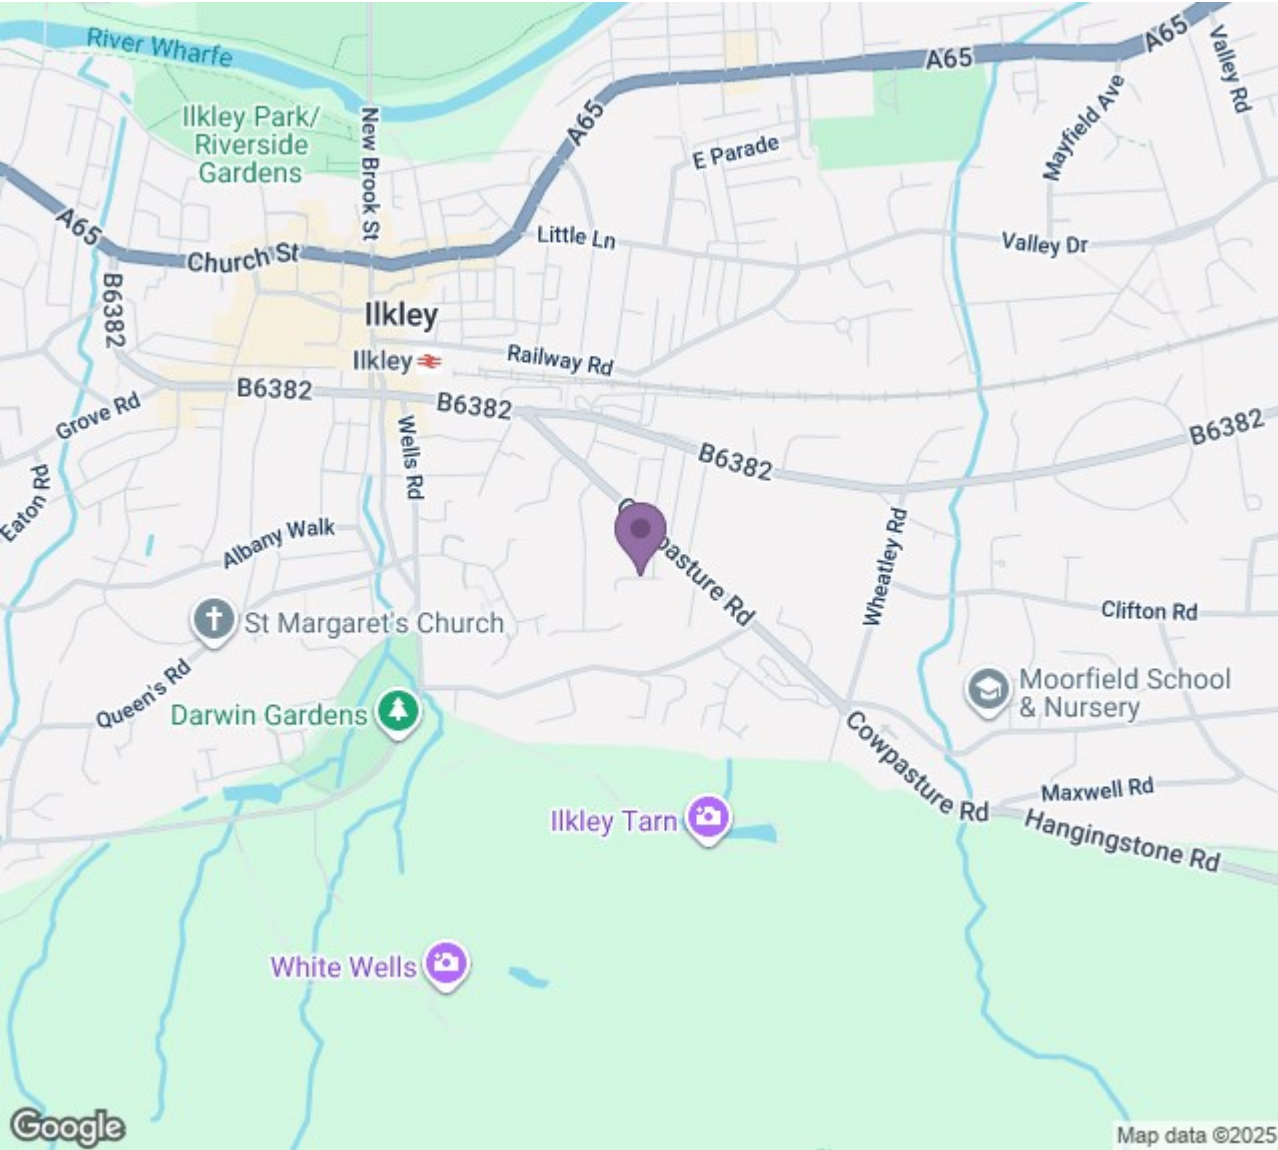 River Wharfe
A65
A65
Valley Rd
Ilkley Park/
Riverside
Gardens
New Brook St
A65
E Parade
Mayfield Ave
A65
Church St
Little Ln
Valley Dr
B6382
Ilkley
Ilkley
Railway Rd
B6382
B6382
B6382
B6382
Grove Rd
Wells Rd
Eaton Rd
Albany Walk
Wheatley Rd
pasture Rd
St Margaret's Church
Clifton Rd
Queen's Rd
Moorfield School
& Nursery
Darwin Gardens
Cowpasture Rd
Maxwell Rd
Ilkley Tarn
Hangingstone Rd
White Wells
Google
Map data ©2025